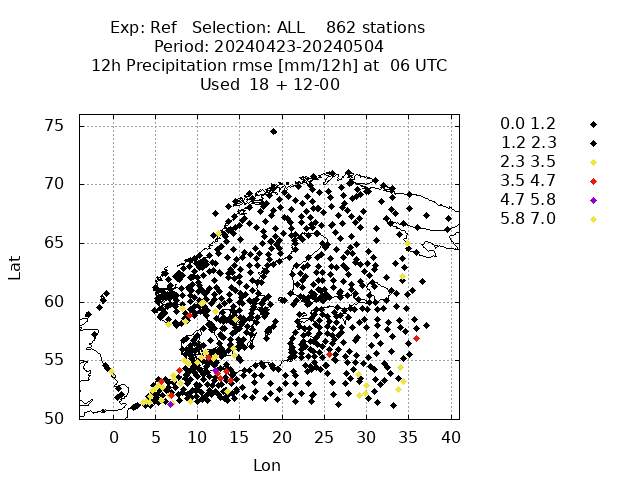 Exp: Ref   Selection: ALL    862 stations
Period: 20240423-20240504
12h Precipitation rmse [mm/12h] at  06 UTC
Used  18 + 12-00
0.0 1.2
1.2 2.3
2.3 3.5
3.5 4.7
4.7 5.8
5.8 7.0
75
70
65
60
55
50
Lat
0 5 10 15 20 25 30 35 40
Lon